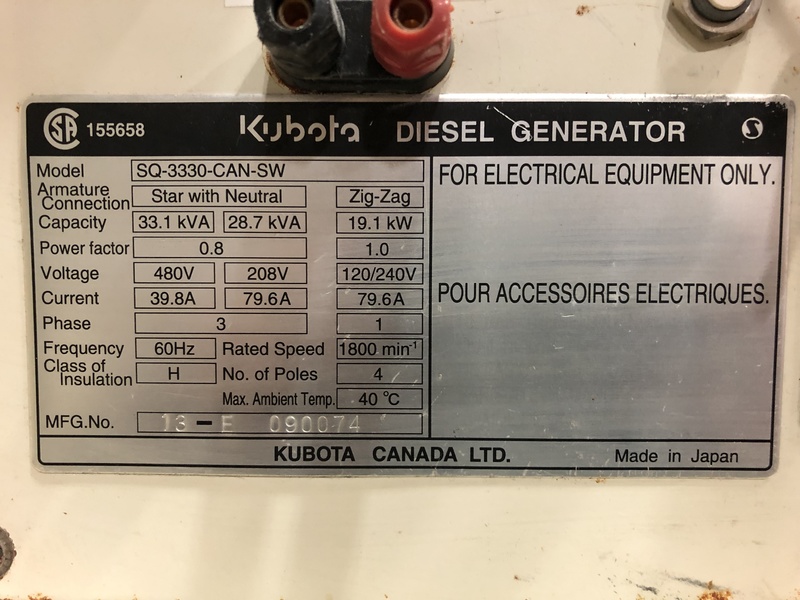 CSA 155658 Kubota DIESEL GENERATOR
Model SQ-3330-CAN-SW
Armature Connection Star with Neutral Zig-Zag
Capacity 33.1 kVA 28.7 kVA 19.1 kW
Power factor 0.8 1.0
Voltage 480V 208V 120/240V
Current 39.8A 79.6A 79.6A
Phase 3 1
Frequency 60Hz Rated Speed 1800 min⁻¹
Class of Insulation H No. of Poles 4
Max. Ambient Temp. 40 °C
MFG.No. 13-E 090074
FOR ELECTRICAL EQUIPMENT ONLY.
POUR ACCESSOIRES ELECTRIQUES.
KUBOTA CANADA LTD. Made in Japan